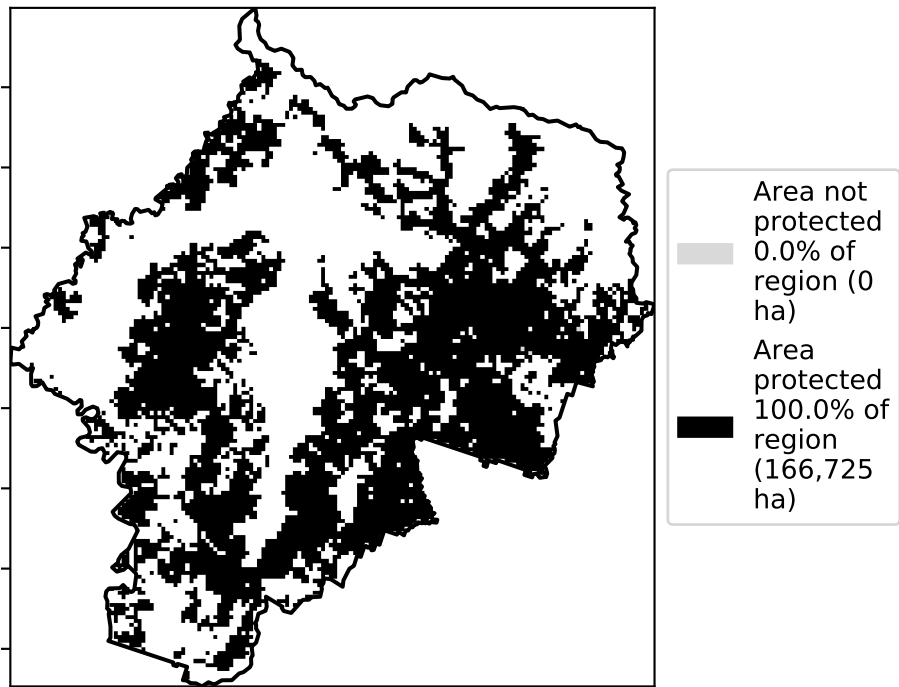 Area not
protected
0.0% of
region (0
ha)
Area
protected
100.0% of
region
(166,725
ha)